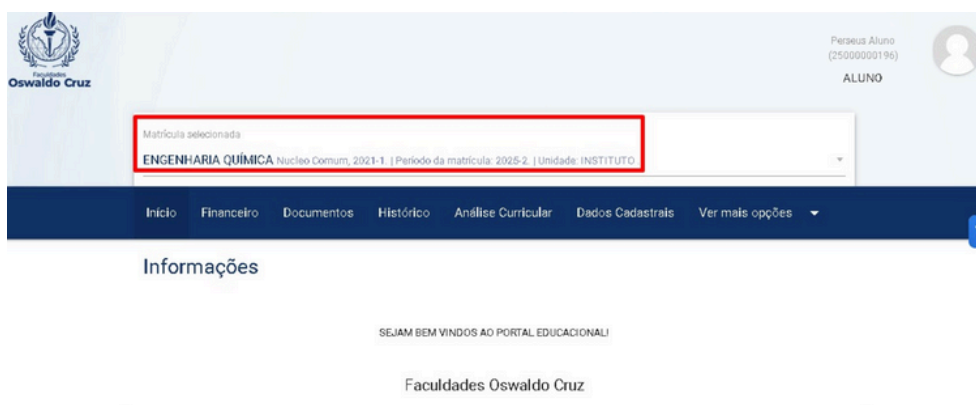 Faculdades
Oswaldo Cruz
Perseus Aluno
(25000000196)
ALUNO
Matrícula selecionada
ENGENHARIA QUÍMICA Nucleo Comum, 2021-1. | Período da matrícula: 2025-2. | Unidade: INSTITUTO...
Início Financeiro Documentos Histórico Análise Curricular Dados Cadastrais Ver mais opções
Informações
SEJAM BEM VINDOS AO PORTAL EDUCACIONAL!
Faculdades Oswaldo Cruz